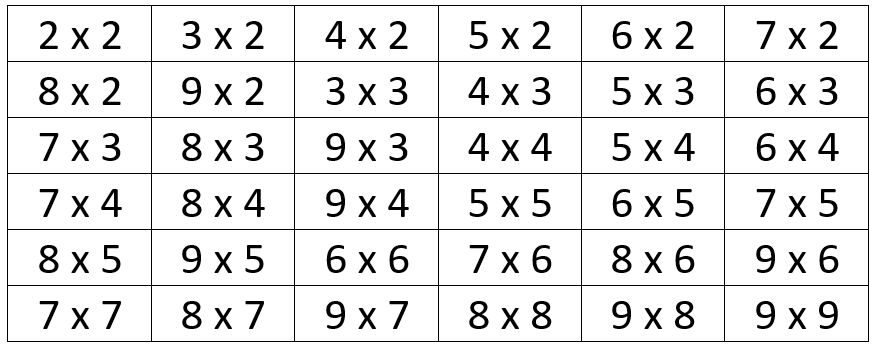 2 x 2 3 x 2 4 x 2 5 x 2 6 x 2 7 x 2
8 x 2 9 x 2 3 x 3 4 x 3 5 x 3 6 x 3
7 x 3 8 x 3 9 x 3 4 x 4 5 x 4 6 x 4
7 x 4 8 x 4 9 x 4 5 x 5 6 x 5 7 x 5
8 x 5 9 x 5 6 x 6 7 x 6 8 x 6 9 x 6
7 x 7 8 x 7 9 x 7 8 x 8 9 x 8 9 x 9